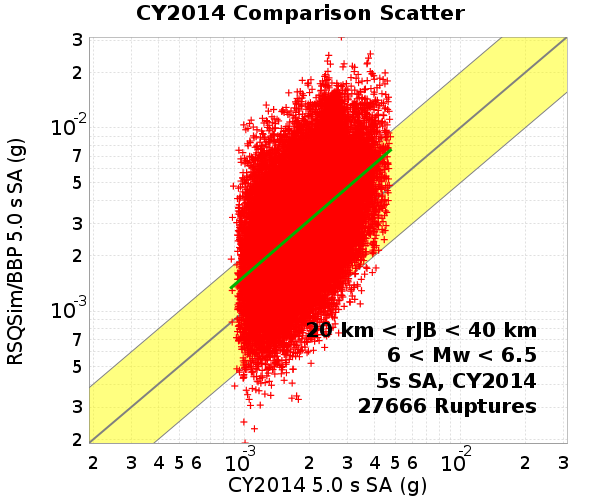 CY2014 Comparison Scatter
RSQSim/BBP 5.0 s SA (g)
3
2
10-2
7
5
3
2
10-3
7
5
3
2
20 km < rJB < 40 km
6 < Mw < 6.5
5s SA, CY2014
27666 Ruptures
2 3 4 5 6 10-3 2 3 4 5 6 10-2 2 3
CY2014 5.0 s SA (g)